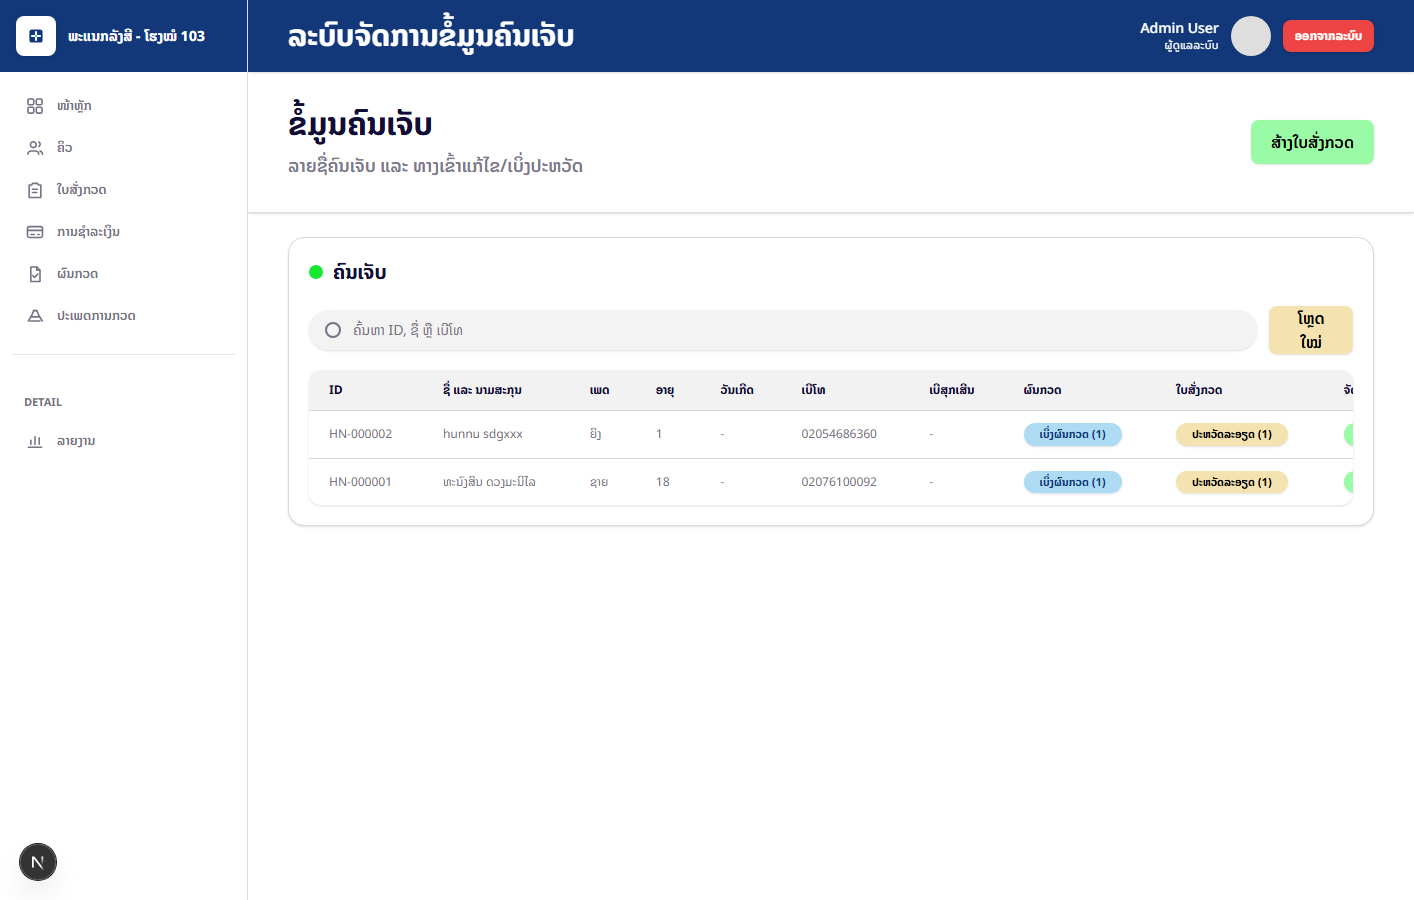 ພະແນກລັງສີ - ໂຮງໝໍ 103
ລະບົບຈັດການຂໍ້ມູນຄົນເຈັບ
Admin User
ຜູ້ດູແລລະບົບ
ອອກຈາກລະບົບ
ໜ້າຫຼັກ
ຄິວ
ໃບສັ່ງກວດ
ການຊຳລະເງິນ
ຜົນກວດ
ປະເພດການກວດ
DETAIL
ລາຍງານ
ຂໍ້ມູນຄົນເຈັບ
ລາຍຊື່ຄົນເຈັບ ແລະ ທາງເຂົ້າແກ້ໄຂ/ເບິ່ງປະຫວັດ
ສ້າງໃບສັ່ງກວດ
ຄົນເຈັບ
ຄົ້ນຫາ ID, ຊື່ ຫຼື ເບີໂທ
ໂຫຼດ
ໃໝ່
ID ຊື່ ແລະ ນາມສະກຸນ ເພດ ອາຍຸ ວັນເກີດ ເບີໂທ ເບີສຸກເສີນ ຜົນກວດ ໃບສັ່ງກວດ
HN-000002 hunnu sdgxxx ຍິງ 1 - 02054686360 - ເບິ່ງຜົນກວດ (1) ປະຫວັດລະອຽດ (1)
HN-000001 ທະນົງສິນ ດວງມະນີໄລ ຊາຍ 18 - 02076100092 - ເບິ່ງຜົນກວດ (1) ປະຫວັດລະອຽດ (1)